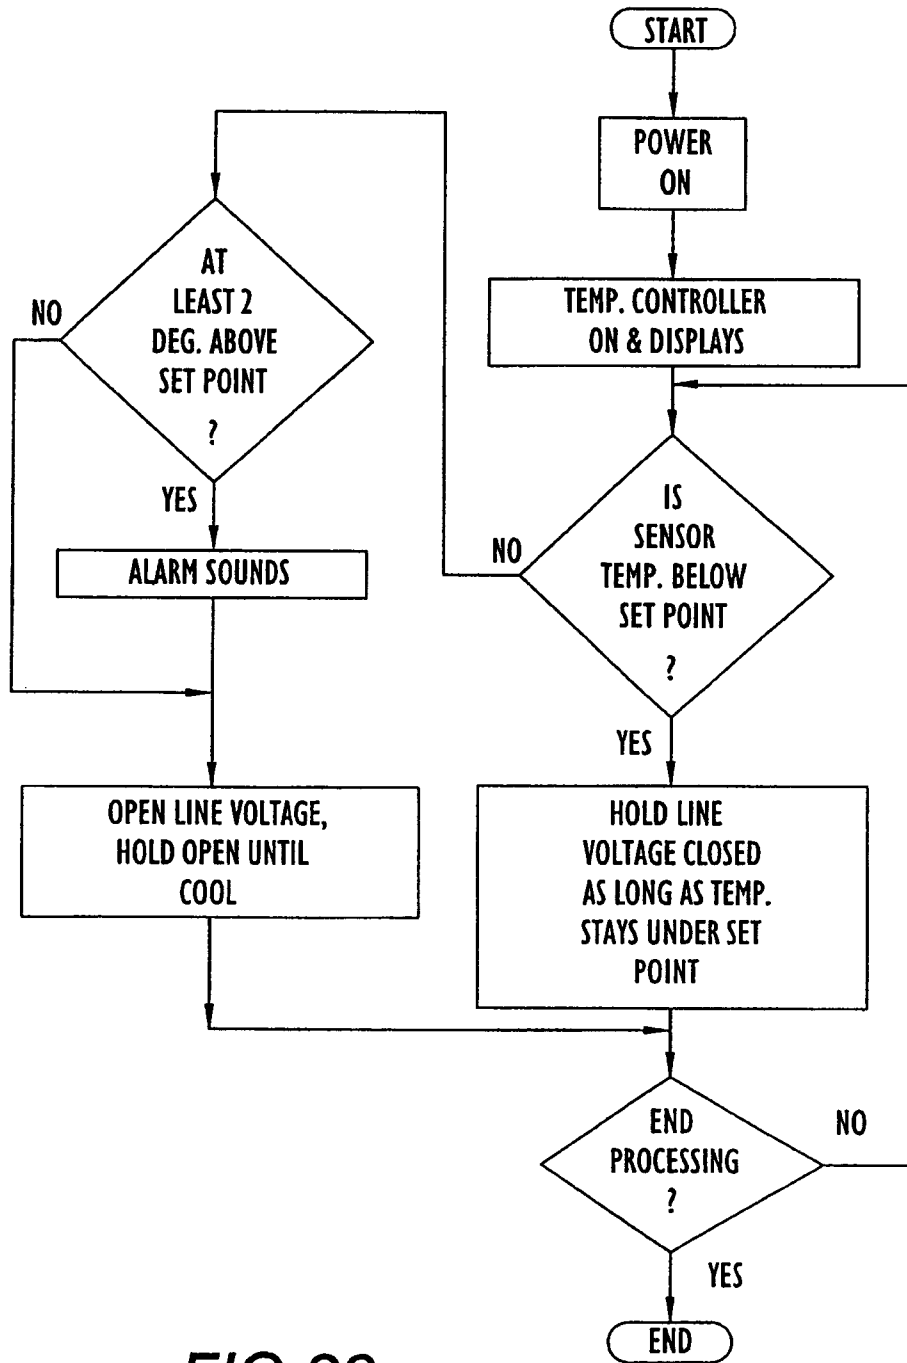 START
POWER
ON
TEMP. CONTROLLER
ON & DISPLAYS
IS
SENSOR
TEMP. BELOW
SET POINT
?
NO
YES
AT
LEAST 2
DEG. ABOVE
SET POINT
?
NO
YES
ALARM SOUNDS
OPEN LINE VOLTAGE,
HOLD OPEN UNTIL
COOL
HOLD LINE
VOLTAGE CLOSED
AS LONG AS TEMP.
STAYS UNDER SET
POINT
END
PROCESSING
?
NO
YES
END